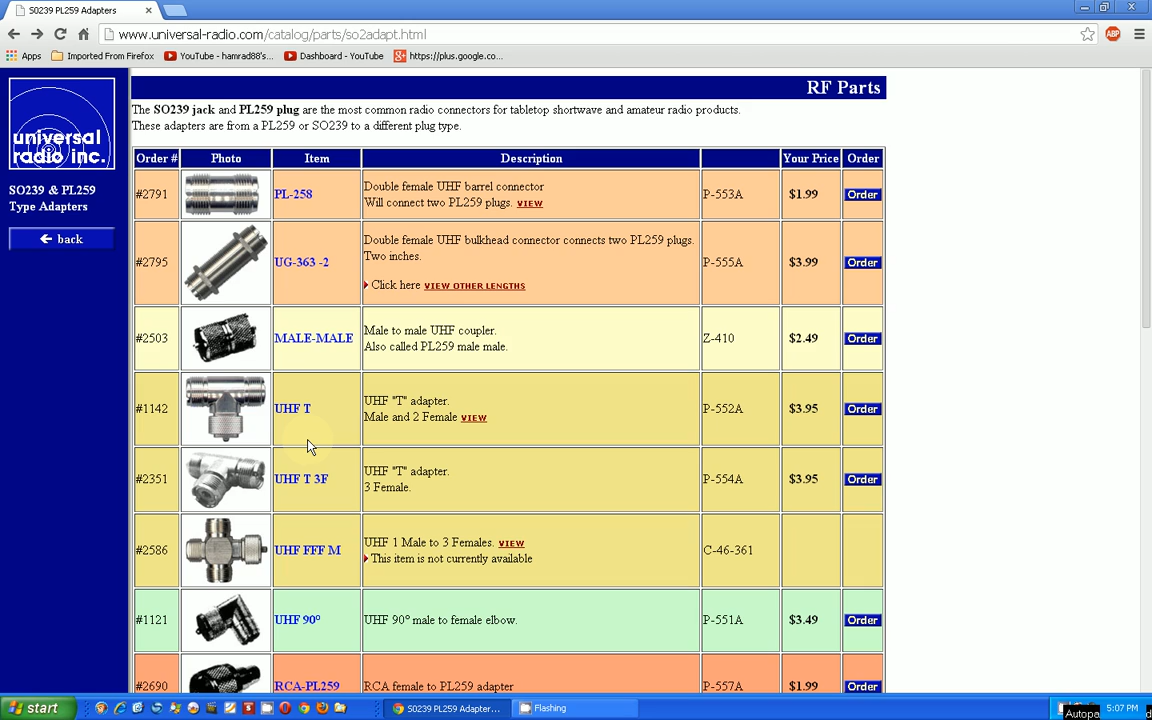 SO239 PL259 Adapters
www.universal-radio.com/catalog/parts/so2adapt.html
ABP
Apps
Imported From Firefox
YouTube - hamrad88's...
Dashboard - YouTube
https://plus.google.co...
universal
radio inc.
SO239 & PL259
Type Adapters
back
RF Parts
The SO239 jack and PL259 plug are the most common radio connectors for tabletop shortwave and amateur radio products.
These adapters are from a PL259 or SO239 to a different plug type.
Order # Photo Item Description Your Price Order
#2791 PL-258 Double female UHF barrel connector P-553A $1.99 Order
Will connect two PL259 plugs. VIEW
#2795 UG-363 -2 Double female UHF bulkhead connector connects two PL259 plugs. P-555A $3.99 Order
Two inches.
Click here VIEW OTHER LENGTHS
#2503 MALE-MALE Male to male UHF coupler. Z-410 $2.49 Order
Also called PL259 male male.
#1142 UHF T UHF "T" adapter. P-552A $3.95 Order
Male and 2 Female VIEW
#2351 UHF T 3F UHF "T" adapter. P-554A $3.95 Order
3 Female.
#2586 UHF FFF M UHF 1 Male to 3 Females. VIEW C-46-361
This item is not currently available
#1121 UHF 90° UHF 90° male to female elbow. P-551A $3.49 Order
#2690 RCA-PL259 RCA female to PL259 adapter P-557A $1.99 Order
start
SO239 PL259 Adapter...
Flashing
5:07 PM